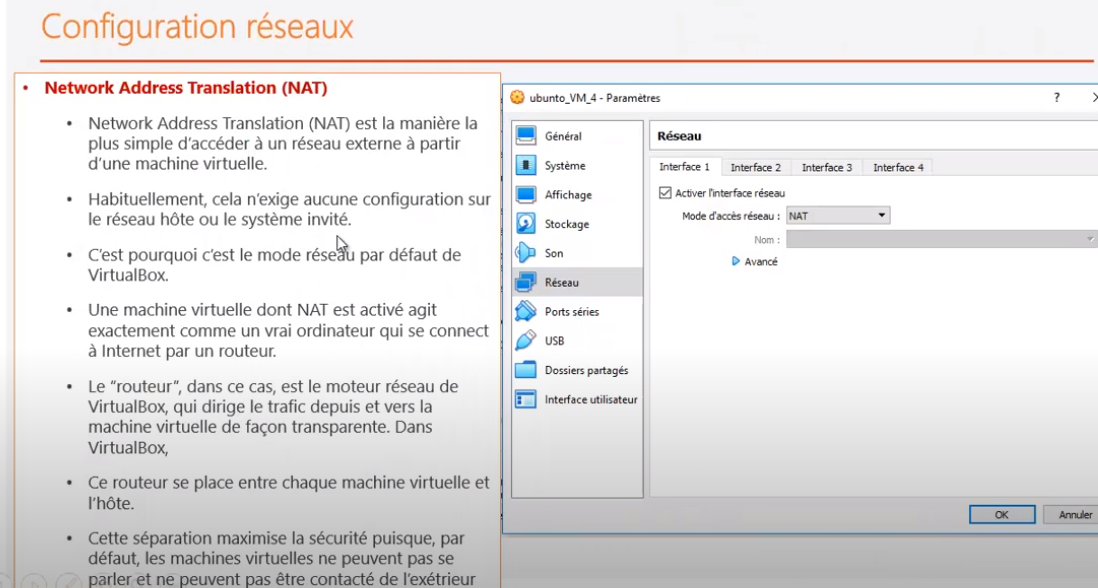 Configuration réseaux
• Network Address Translation (NAT)
• Network Address Translation (NAT) est la manière la
plus simple d'accéder à un réseau externe à partir
d'une machine virtuelle.
• Habituellement, cela n'exige aucune configuration sur
le réseau hôte ou le système invité.
• C'est pourquoi c'est le mode réseau par défaut de
VirtualBox.
• Une machine virtuelle dont NAT est activé agit
exactement comme un vrai ordinateur qui se connect
à Internet par un routeur.
• Le "routeur", dans ce cas, est le moteur réseau de
VirtualBox, qui dirige le trafic depuis et vers la
machine virtuelle de façon transparente. Dans
VirtualBox,
• Ce routeur se place entre chaque machine virtuelle et
l'hôte.
• Cette séparation maximise la sécurité puisque, par
défaut, les machines virtuelles ne peuvent pas se
parler et ne peuvent pas être contacté de l'exétrieur
ubunto_VM_4 - Paramètres
?
Général
Système
Affichage
Stockage
Son
Réseau
Ports séries
USB
Dossiers partagés
Interface utilisateur
Réseau
Interface 1 Interface 2 Interface 3 Interface 4
Activer l'interface réseau
Mode d'accès réseau : NAT
Nom :
Avancé
OK Annuler